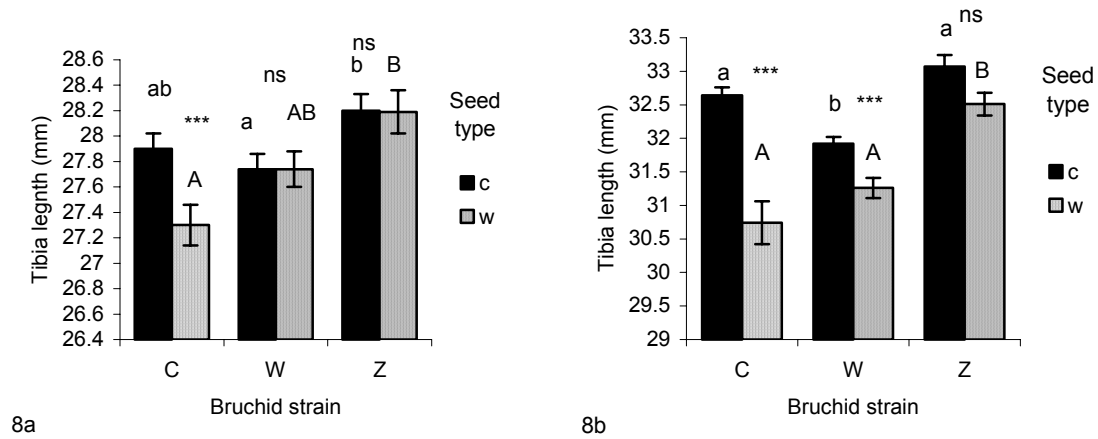 28.6
28.4
28.2
28
27.8
27.6
27.4
27.2
27
26.8
26.6
26.4
Tibia legnth (mm)
ab
***
A
ns
a
AB
ns
b
B
C
W
Z
Bruchid strain
Seed
type
c
w
8a
33.5
33
32.5
32
31.5
31
30.5
30
29.5
29
Tibia length (mm)
a
***
A
b
***
A
a
ns
B
C
W
Z
Bruchid strain
Seed
type
c
w
8b